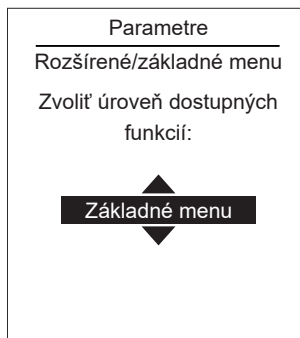 Parametre
Rozšírené/základné menu
Zvoliť úroveň dostupných
funkcií:
Základné menu